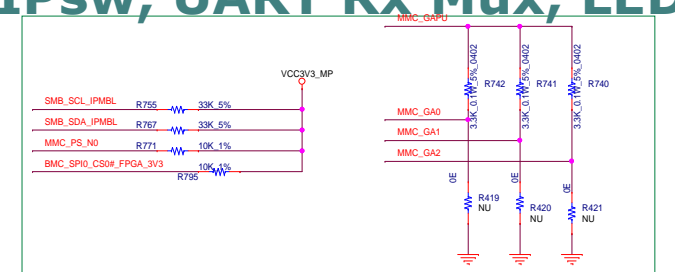 IPsw, UART Rx Mux, LED
MMC_GAPU
VCC3V3_MP
SMB_SCL_IPMBL R755 33K_5%
SMB_SDA_IPMBL R767 33K_5%
MMC_PS_N0 R771 10K_1%
BMC_SPI0_CS0#_FPGA_3V3 10K_1%
R795
R742 3.3K_0.1W_5%_0402
R741 3.3K_0.1W_5%_0402
R740 3.3K_0.1W_5%_0402
MMC_GA0
MMC_GA1
MMC_GA2
0E R419 NU
0E R420 NU
0E R421 NU